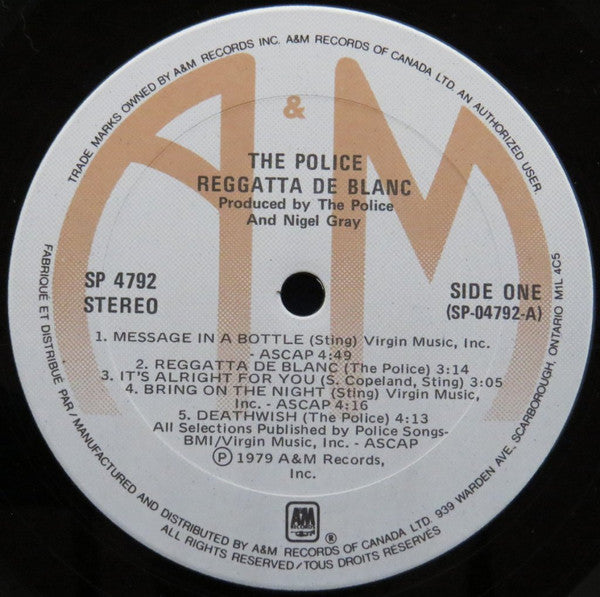 TRADE MARKS OWNED BY A&M RECORDS INC. A&M RECORDS OF CANADA LTD. AN AUTHORIZED USER.
A & M
THE POLICE
REGGATTA DE BLANC
Produced by The Police
And Nigel Gray
SP 4792
STEREO
SIDE ONE
(SP-04792-A)
1. MESSAGE IN A BOTTLE (Sting) Virgin Music, Inc.
- ASCAP 4:49
2. REGGATTA DE BLANC (The Police) 3:14
3. IT'S ALRIGHT FOR YOU (S. Copeland, Sting) 3:05
4. BRING ON THE NIGHT (Sting) Virgin Music,
Inc. - ASCAP 4:16
5. DEATHWISH (The Police) 4:13
All Selections Published by Police Songs-
BMI/Virgin Music, Inc. - ASCAP
Ⓟ 1979 A&M Records,
Inc.
A&M
RECORDS
®
FABRIQUÉ ET DISTRIBUÉ PAR / MANUFACTURED AND DISTRIBUTED BY A&M RECORDS OF CANADA LTD. 939 WARDEN AVE. SCARBOROUGH, ONTARIO M1L 4C5
ALL RIGHTS RESERVED/TOUS DROITS RESERVÉS